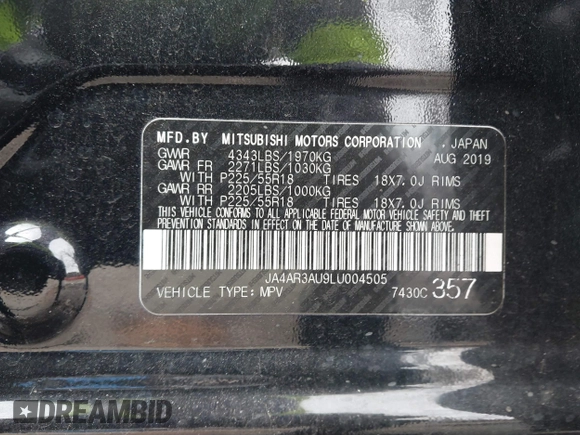 MFD.BY MITSUBISHI MOTORS CORPORATION , JAPAN
GVWR 4343LBS/1970KG AUG 2019
GAWR FR 2271LBS/1030KG
WITH P225/55R18 TIRES 18X7.0J RIMS
GAWR RR 2205LBS/1000KG
WITH P225/55R18 TIRES 18X7.0J RIMS
THIS VEHICLE CONFORMS TO ALL APPLICABLE FEDERAL MOTOR VEHICLE SAFETY AND THEFT
PREVENTION STANDARDS IN EFFECT ON THE DATE OF MANUFACTURE SHOWN ABOVE.
JA4AR3AU9LU004505
VEHICLE TYPE: MPV 7430C 357
DREAMBID